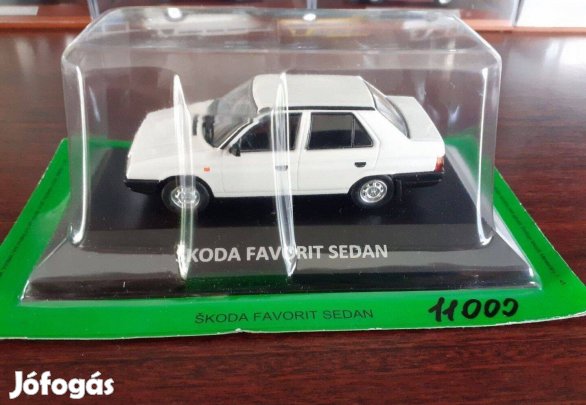 ŠKODA FAVORIT SEDAN
ŠKODA FAVORIT SEDAN
11000
Jófogás